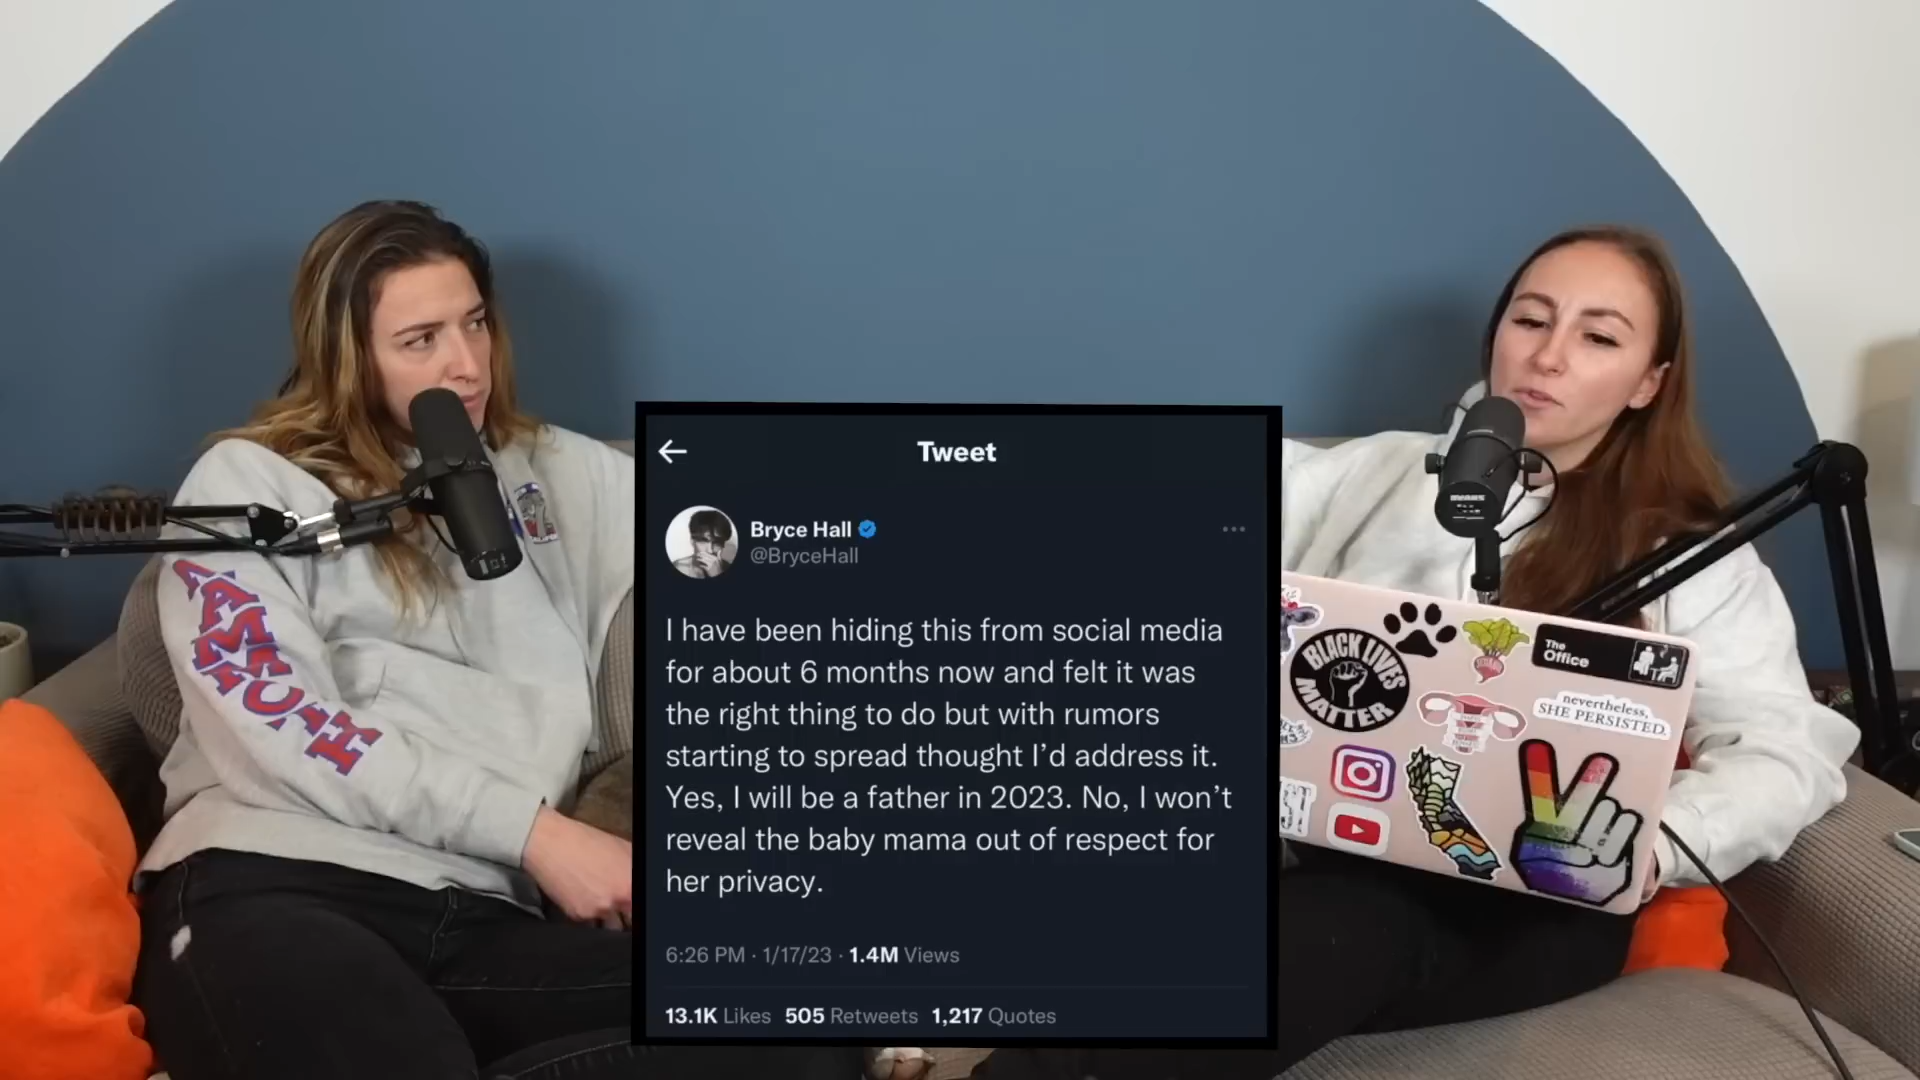 Tweet
Bryce Hall
@BryceHall
I have been hiding this from social media
for about 6 months now and felt it was
the right thing to do but with rumors
starting to spread thought I'd address it.
Yes, I will be a father in 2023. No, I won't
reveal the baby mama out of respect for
her privacy.
6:26 PM · 1/17/23 · 1.4M Views
13.1K Likes 505 Retweets 1,217 Quotes
MAMMOTH
BLACK LIVES
MATTER
The
Office
nevertheless,
SHE PERSISTED.